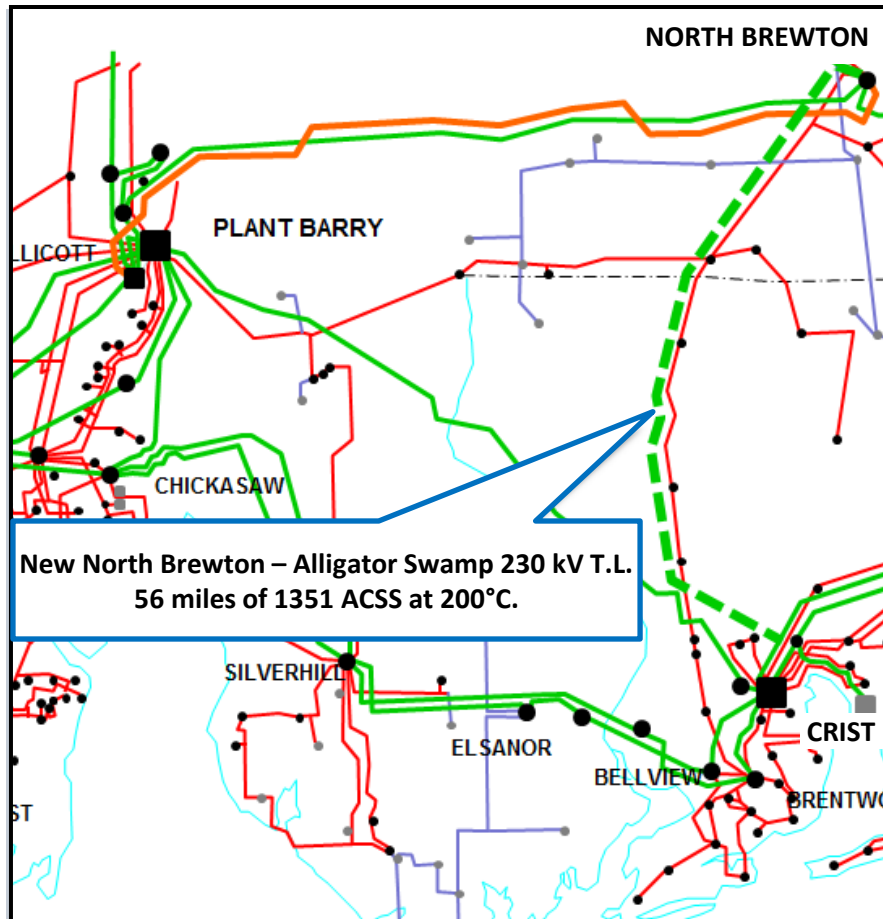 NORTH BREWTON
PLANT BARRY
LLICOTT
CHICKASAW
New North Brewton – Alligator Swamp 230 kV T.L.
56 miles of 1351 ACSS at 200°C.
SILVERHILL
CRIST
ELSANOR
BELLVIEW
BRENTWO
ST